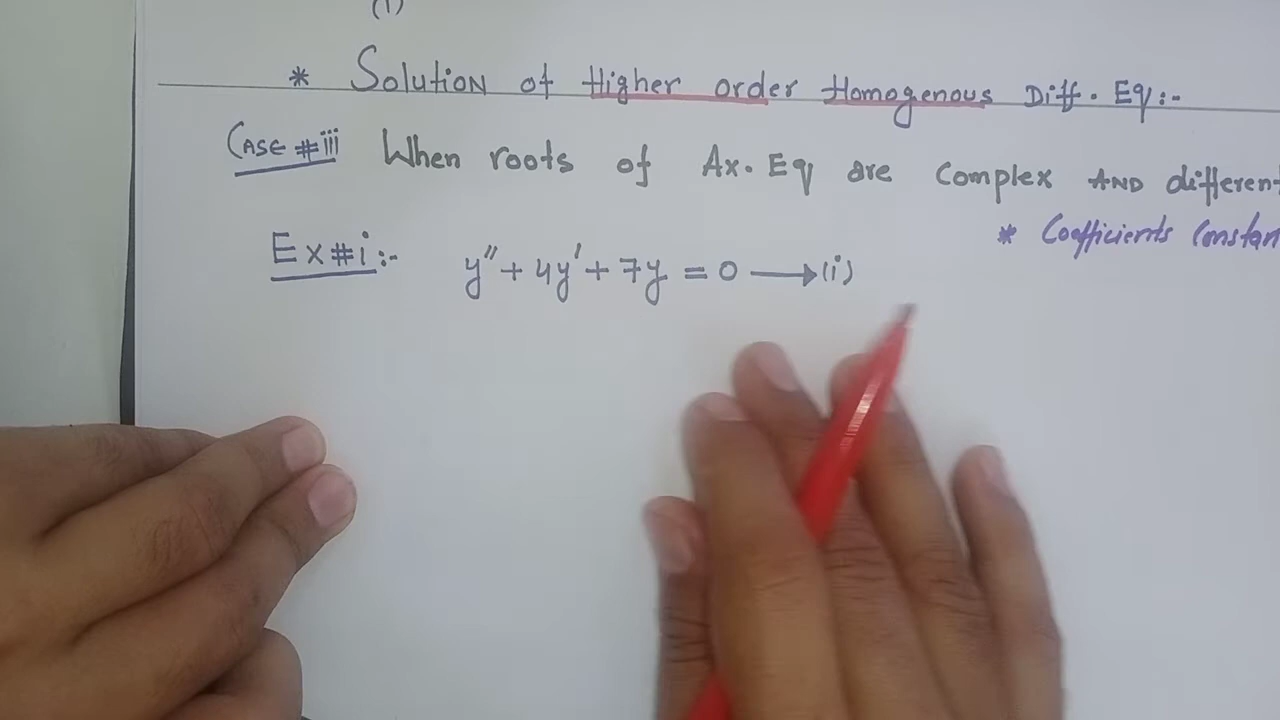 (1)
* Solution of Higher order Homogenous Diff. Eq:-
Case #iii When roots of Ax. Eq are Complex AND different
* Coefficients Constan
Ex#i:- y'' + 4y' + 7y = 0 ⟶ (i)